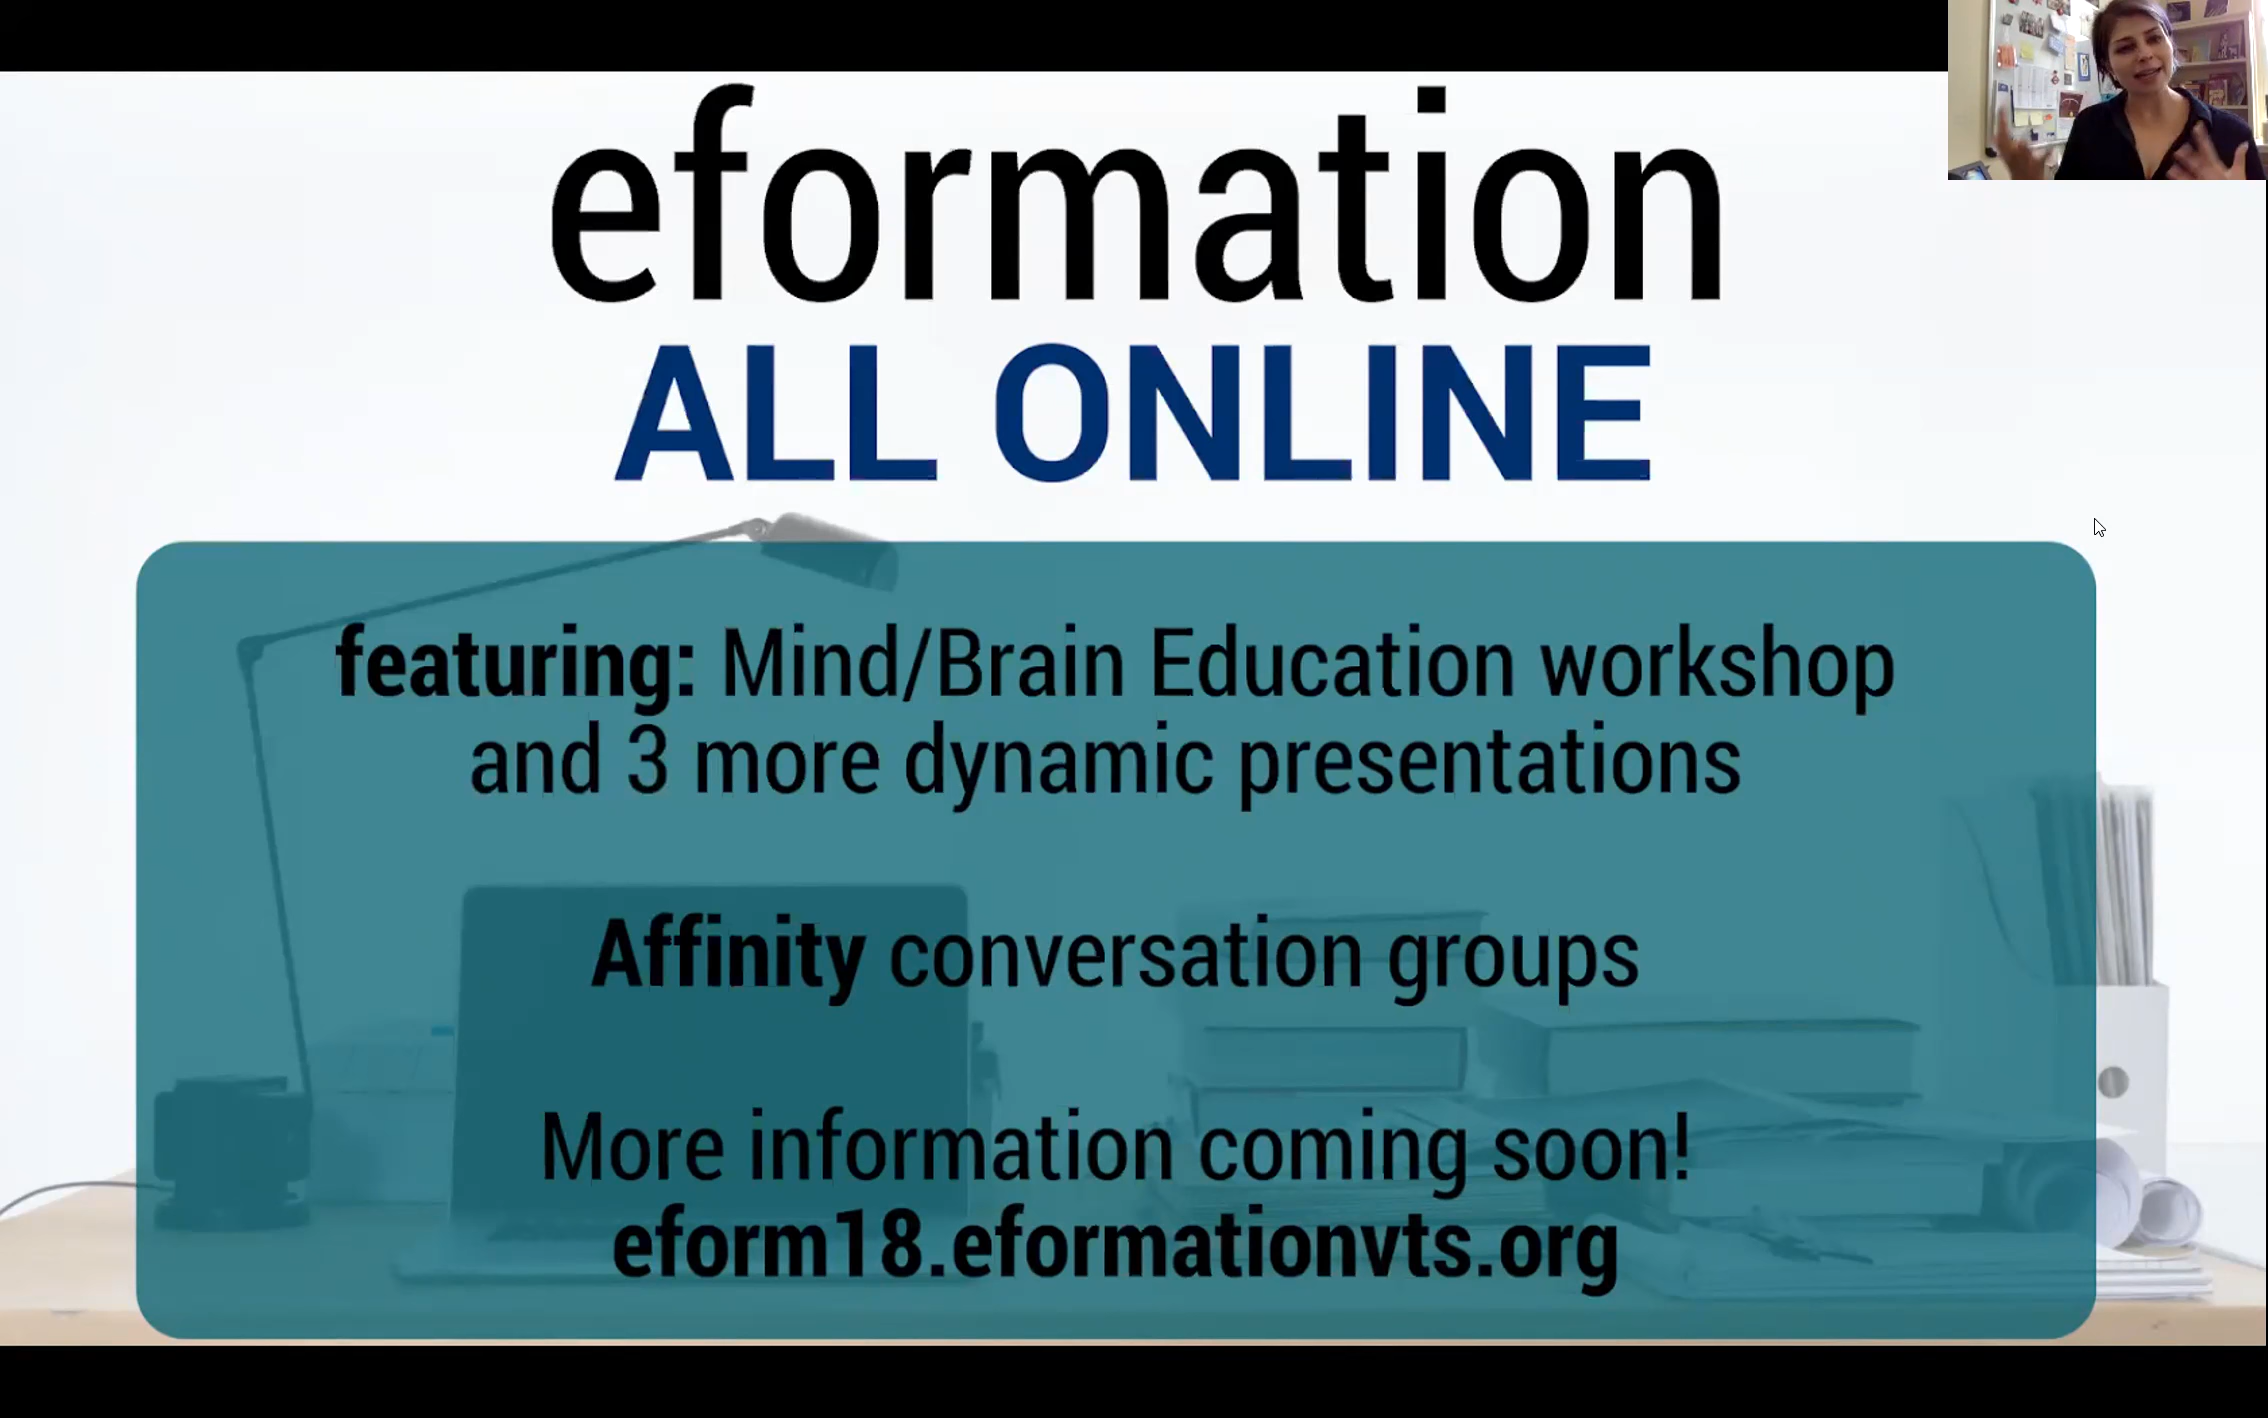 eformation
ALL ONLINE
featuring: Mind/Brain Education workshop
and 3 more dynamic presentations
Affinity conversation groups
More information coming soon!
eform18.eformationvts.org